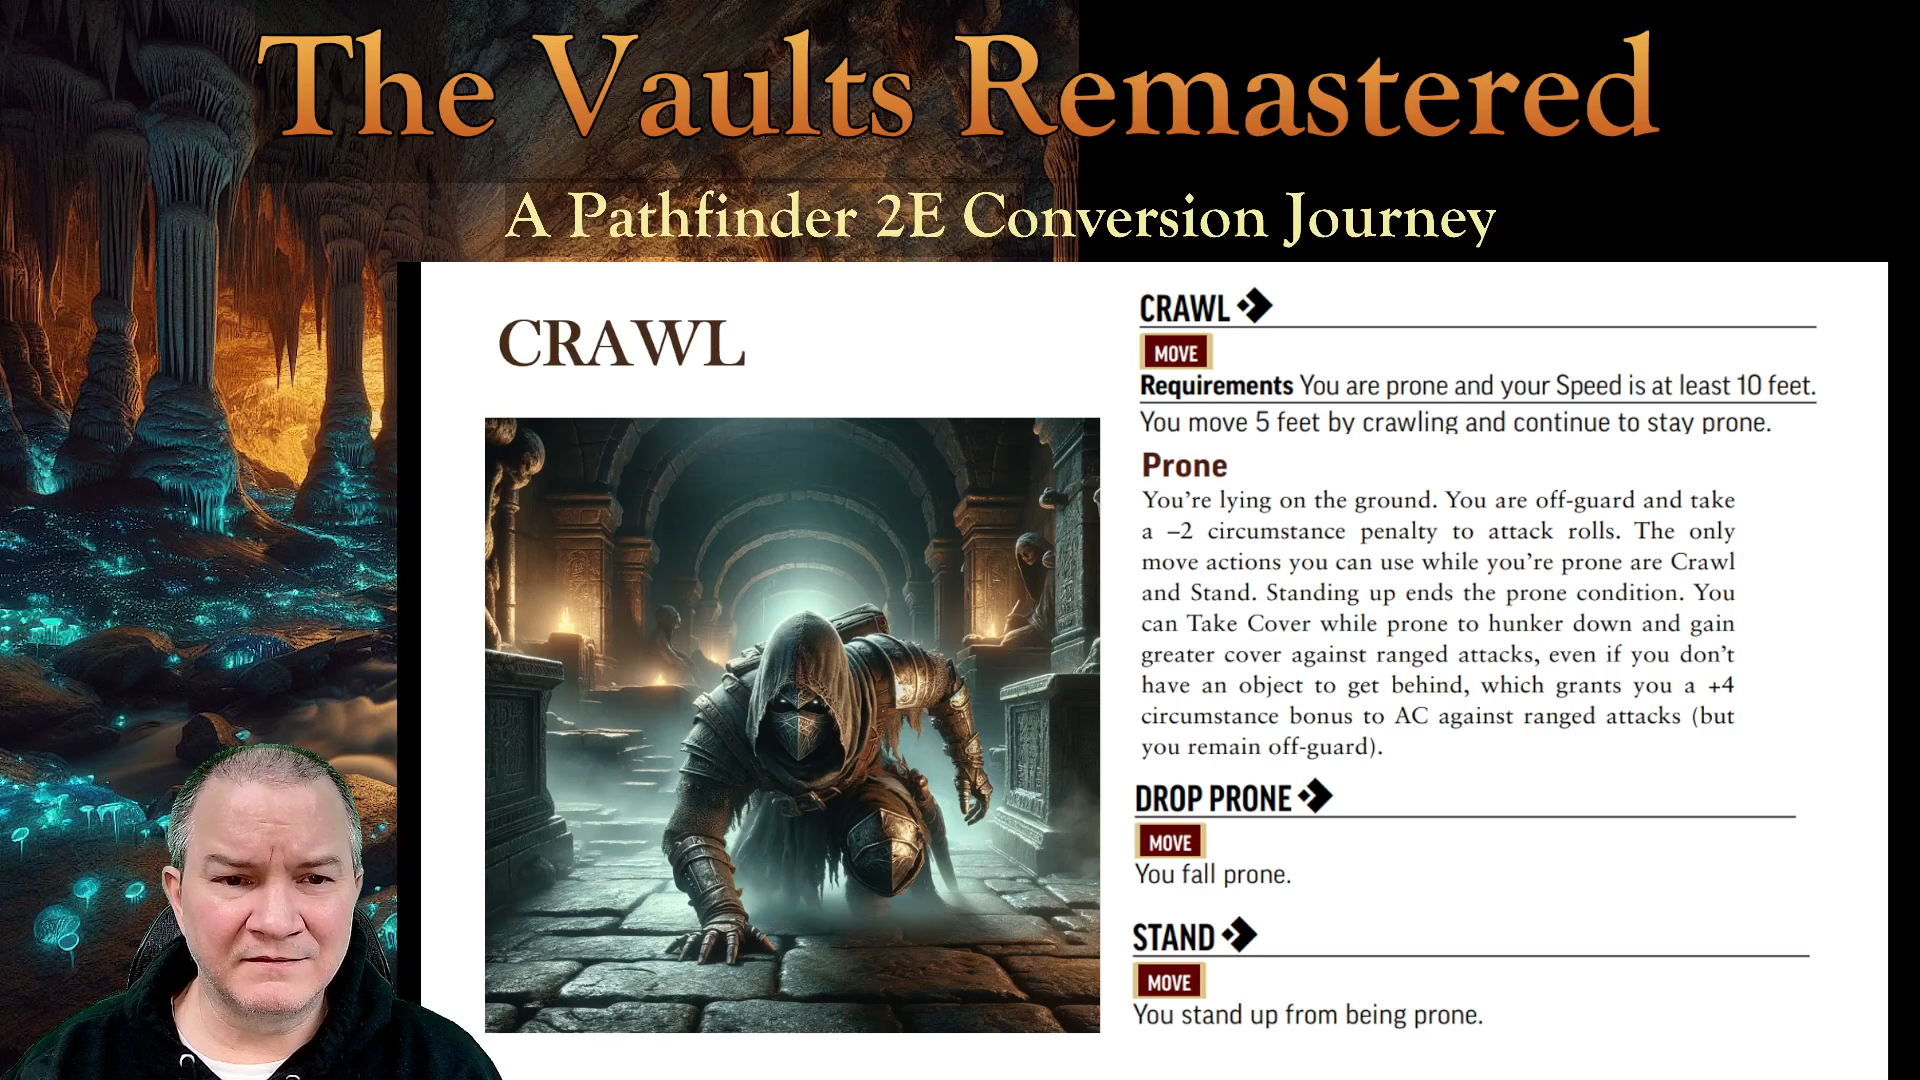 The Vaults Remastered
A Pathfinder 2E Conversion Journey
CRAWL
CRAWL
MOVE
Requirements You are prone and your Speed is at least 10 feet.
You move 5 feet by crawling and continue to stay prone.
Prone
You’re lying on the ground. You are off-guard and take
a –2 circumstance penalty to attack rolls. The only
move actions you can use while you’re prone are Crawl
and Stand. Standing up ends the prone condition. You
can Take Cover while prone to hunker down and gain
greater cover against ranged attacks, even if you don’t
have an object to get behind, which grants you a +4
circumstance bonus to AC against ranged attacks (but
you remain off-guard).
DROP PRONE
MOVE
You fall prone.
STAND
MOVE
You stand up from being prone.